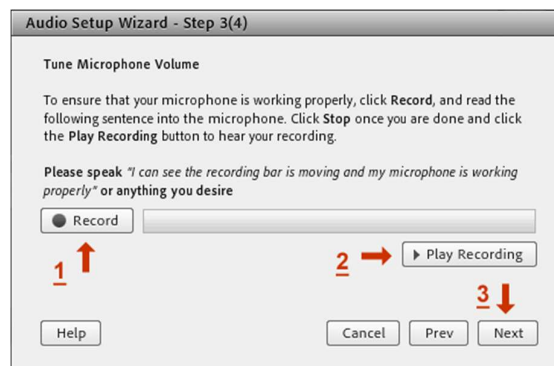 Audio Setup Wizard - Step 3(4)
Tune Microphone Volume
To ensure that your microphone is working properly, click Record, and read the
following sentence into the microphone. Click Stop once you are done and click
the Play Recording button to hear your recording.
Please speak "I can see the recording bar is moving and my microphone is working
properly" or anything you desire
Record
1
2
Play Recording
3
Help
Cancel
Prev
Next